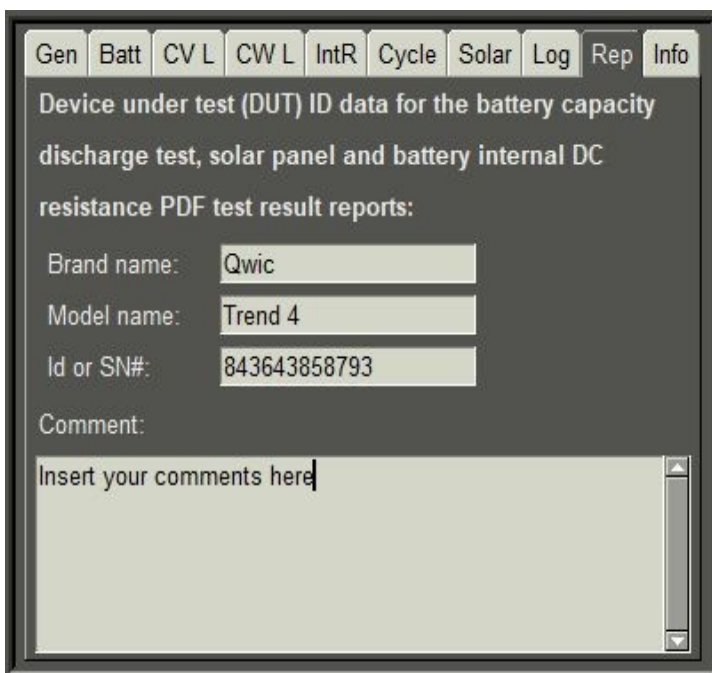 Gen Batt CV L CW L IntR Cycle Solar Log Rep Info
Device under test (DUT) ID data for the battery capacity
discharge test, solar panel and battery internal DC
resistance PDF test result reports:
Brand name: Qwic
Model name: Trend 4
Id or SN#: 843643858793
Comment:
Insert your comments here